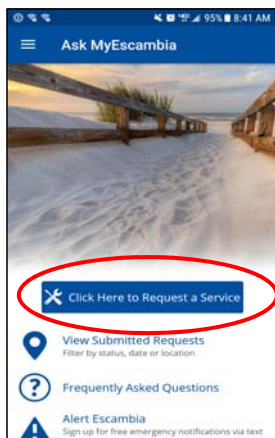 95% 8:41 AM
Ask MyEscambia
Click Here to Request a Service
View Submitted Requests
Filter by status, date or location
Frequently Asked Questions
Alert Escambia
Sign up for free emergency notifications via text